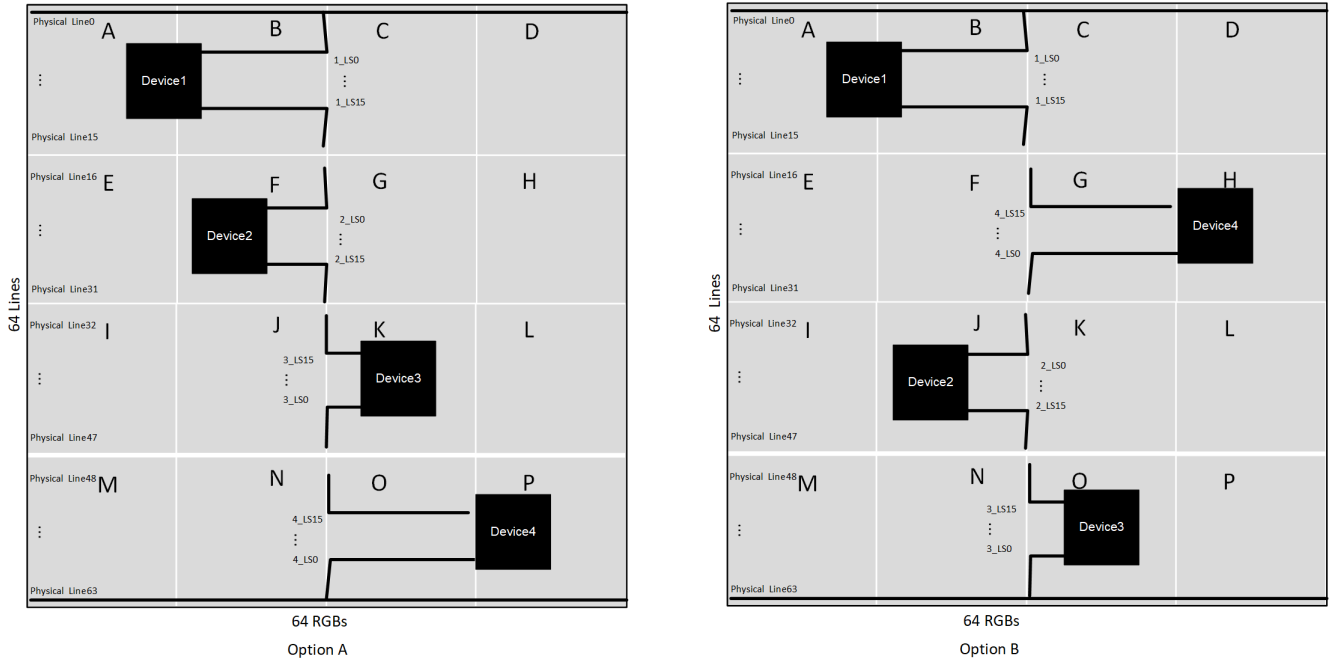 Physical Line0
A
B
C
D
Device1
1_LS0
⋮
⋮
1_LS15
Physical Line15
Physical Line16
E
F
G
H
Device2
2_LS0
⋮
⋮
2_LS15
Physical Line31
Physical Line32
I
J
K
L
3_LS15
Device3
⋮
⋮
3_LS0
Physical Line47
Physical Line48
M
N
O
P
4_LS15
Device4
⋮
⋮
4_LS0
Physical Line63
64 Lines
64 RGBs
Option A
Physical Line0
A
B
C
D
Device1
1_LS0
⋮
⋮
1_LS15
Physical Line15
Physical Line16
E
F
G
H
4_LS15
Device4
⋮
⋮
4_LS0
Physical Line31
Physical Line32
I
J
K
L
Device2
2_LS0
⋮
⋮
2_LS15
Physical Line47
Physical Line48
M
N
O
P
3_LS15
Device3
⋮
⋮
3_LS0
Physical Line63
64 Lines
64 RGBs
Option B